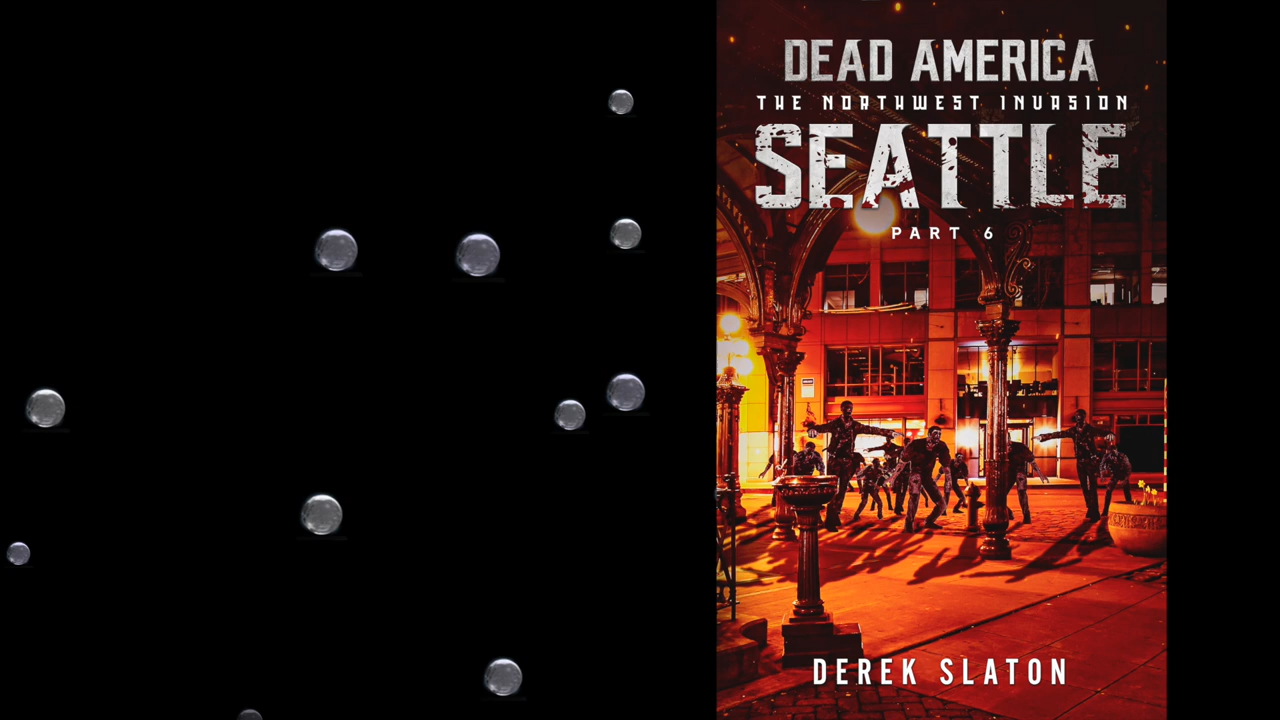 DEAD AMERICA
THE NORTHWEST INVASION
SEATTLE
PART 6
DEREK SLATON